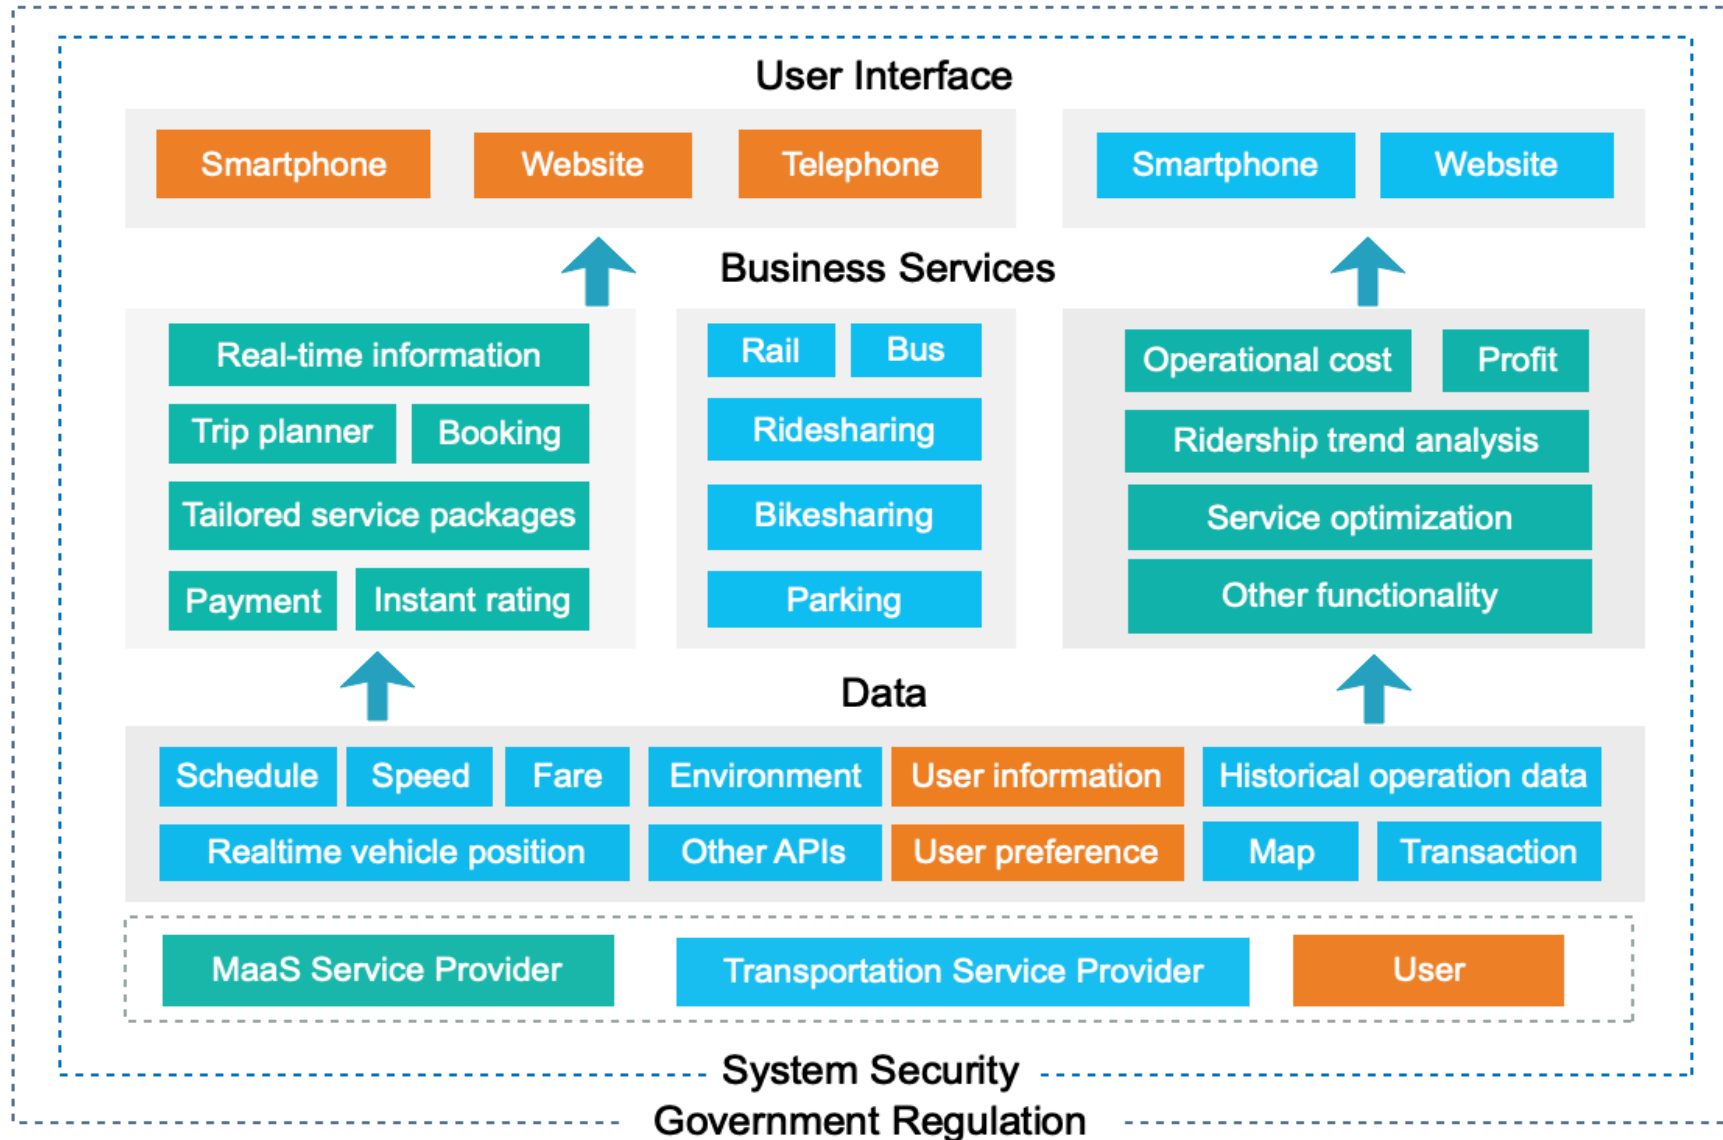 User Interface
Smartphone Website Telephone Smartphone Website
Business Services
Real-time information
Trip planner Booking
Tailored service packages
Payment Instant rating
Rail Bus
Ridesharing
Bikesharing
Parking
Operational cost Profit
Ridership trend analysis
Service optimization
Other functionality
Data
Schedule Speed Fare Environment User information Historical operation data
Realtime vehicle position Other APIs User preference Map Transaction
MaaS Service Provider Transportation Service Provider User
System Security
Government Regulation